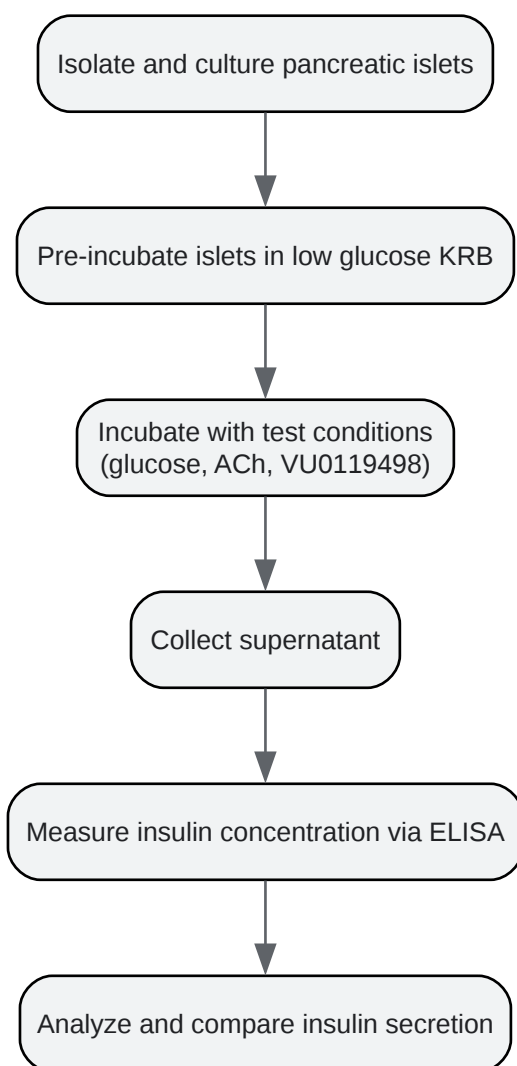 Isolate and culture pancreatic islets
Pre-incubate islets in low glucose KRB
Incubate with test conditions
(glucose, ACh, VU0119498)
Collect supernatant
Measure insulin concentration via ELISA
Analyze and compare insulin secretion